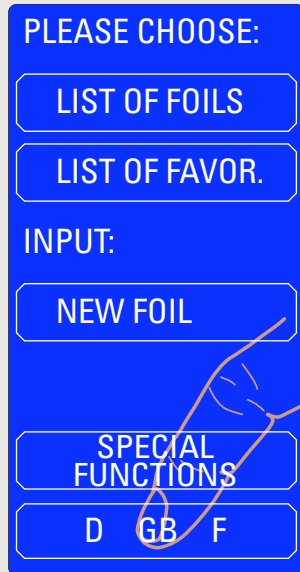 PLEASE CHOOSE:
LIST OF FOILS
LIST OF FAVOR.
INPUT:
NEW FOIL
SPECIAL
FUNCTIONS
D GB F